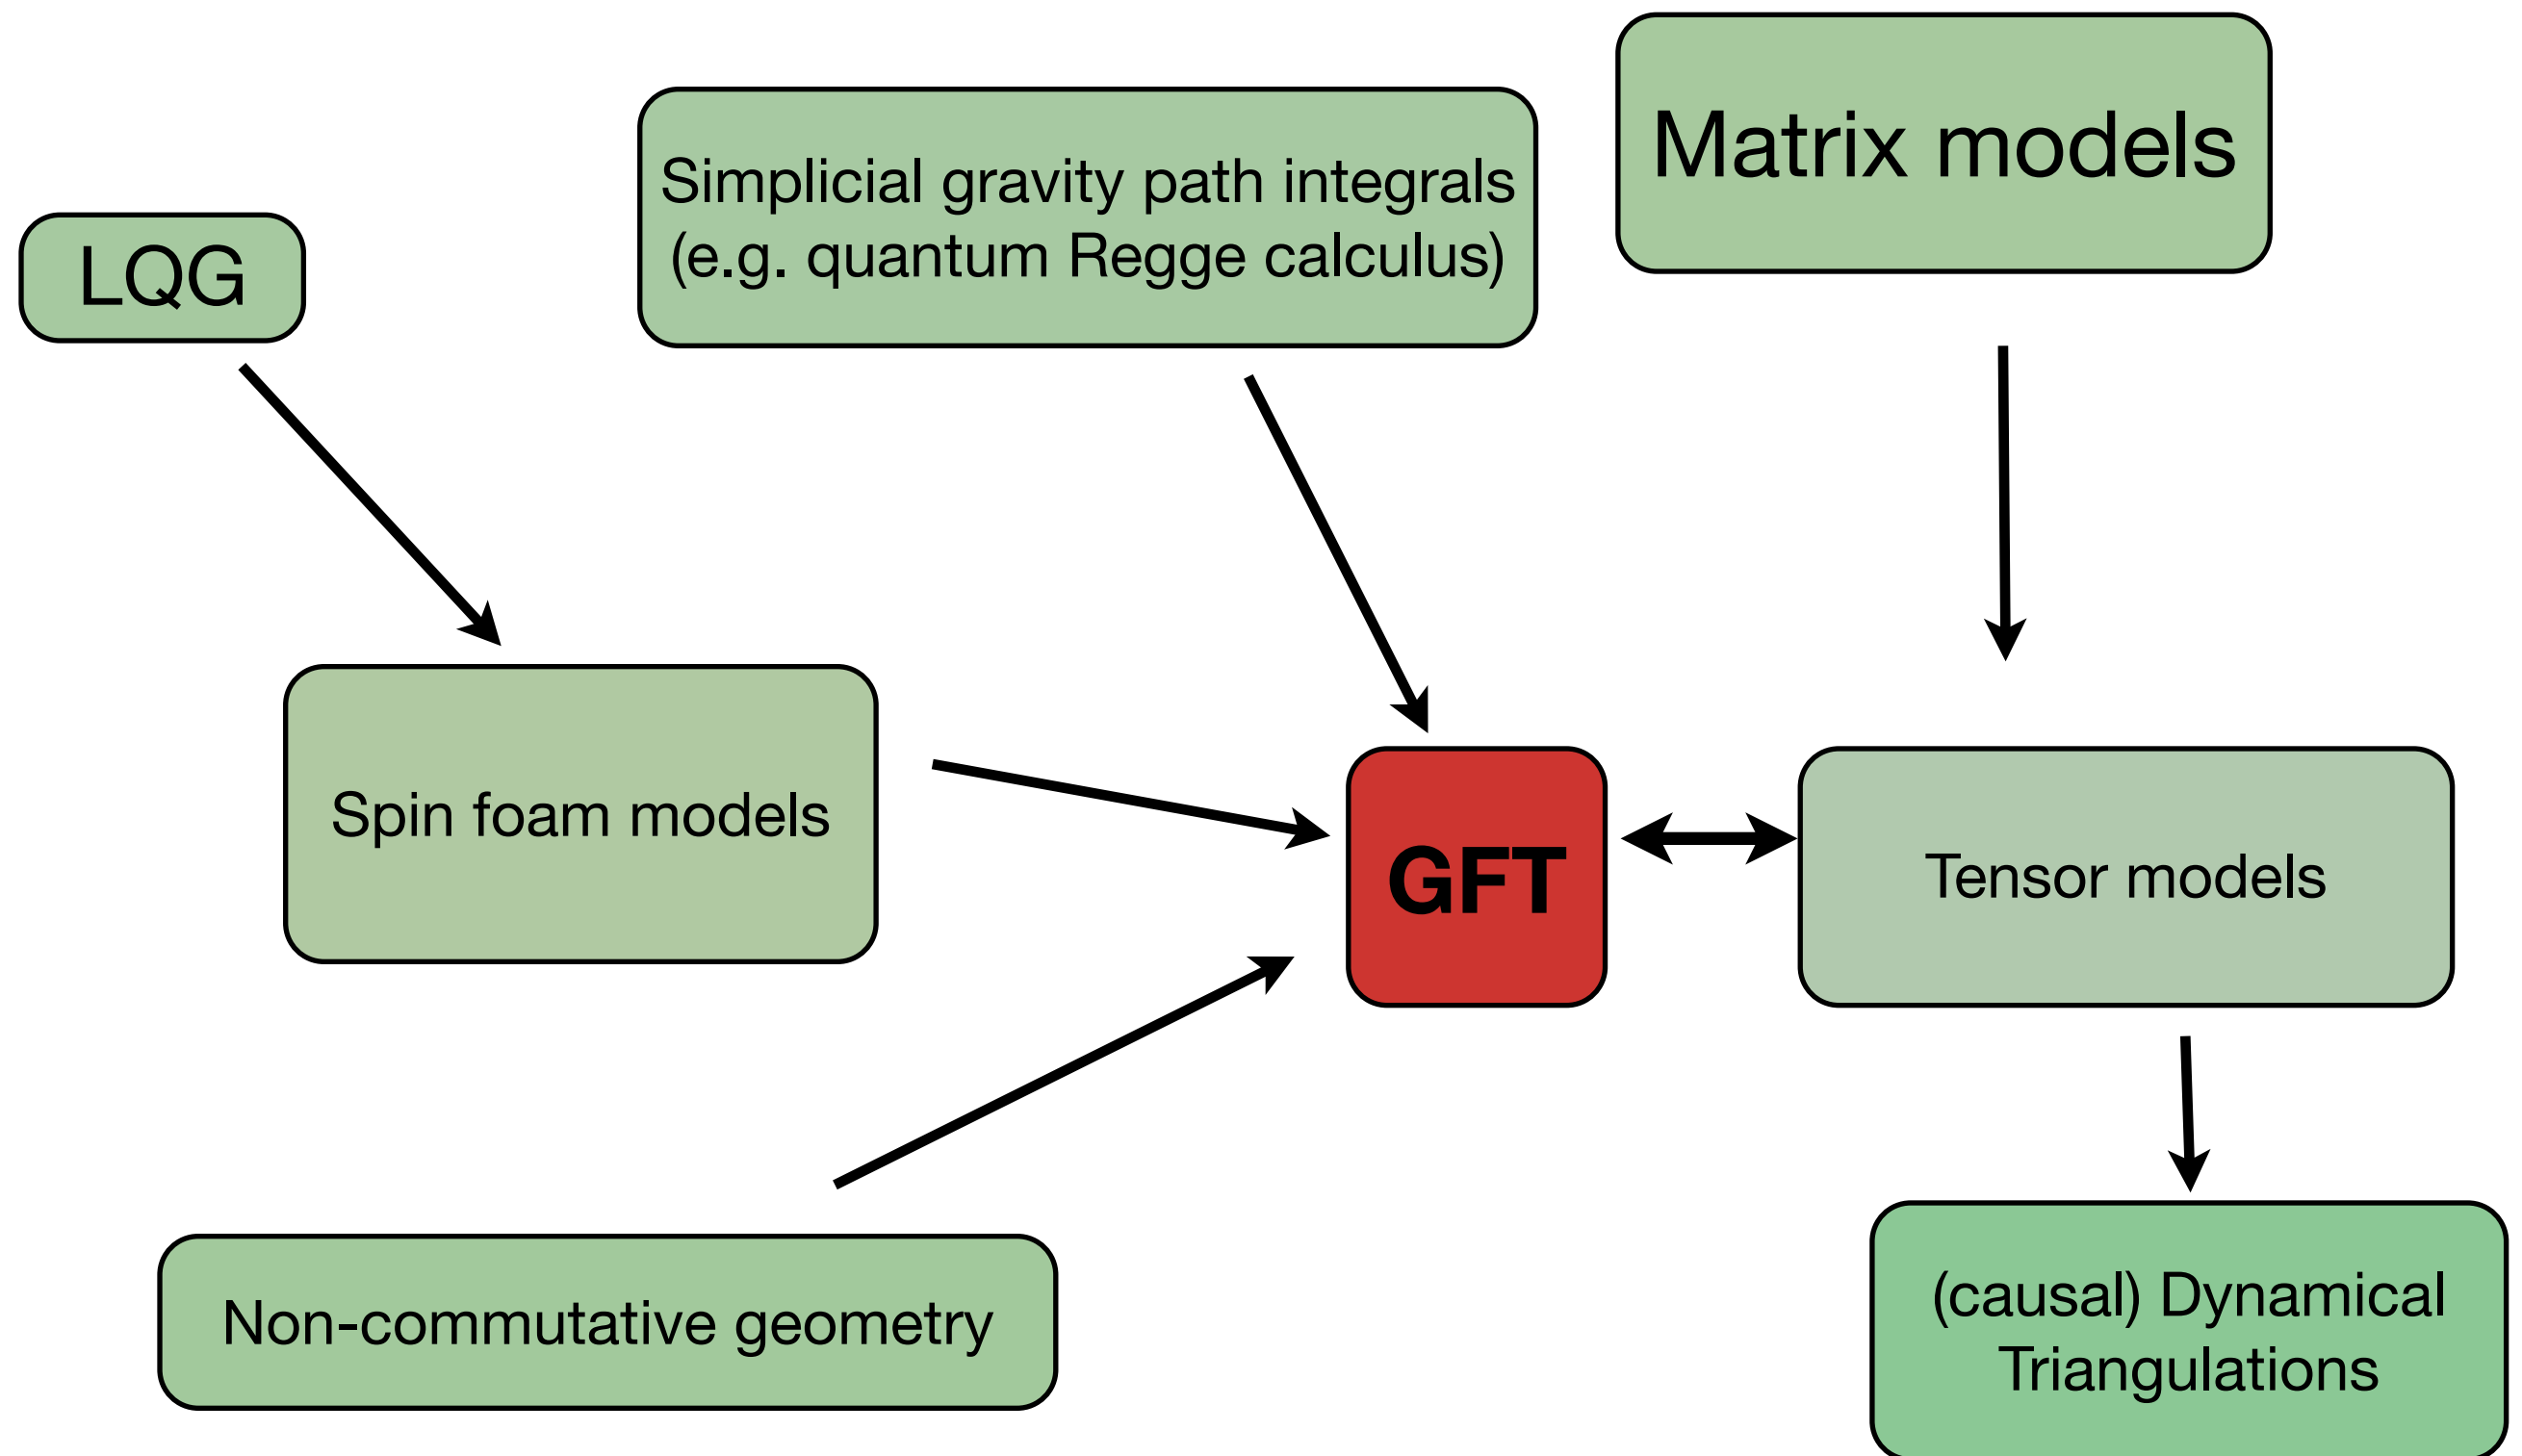 Matrix models
Simplicial gravity path integrals
(e.g. quantum Regge calculus)
LQG
Spin foam models
GFT
Tensor models
Non-commutative geometry
(causal) Dynamical
Triangulations